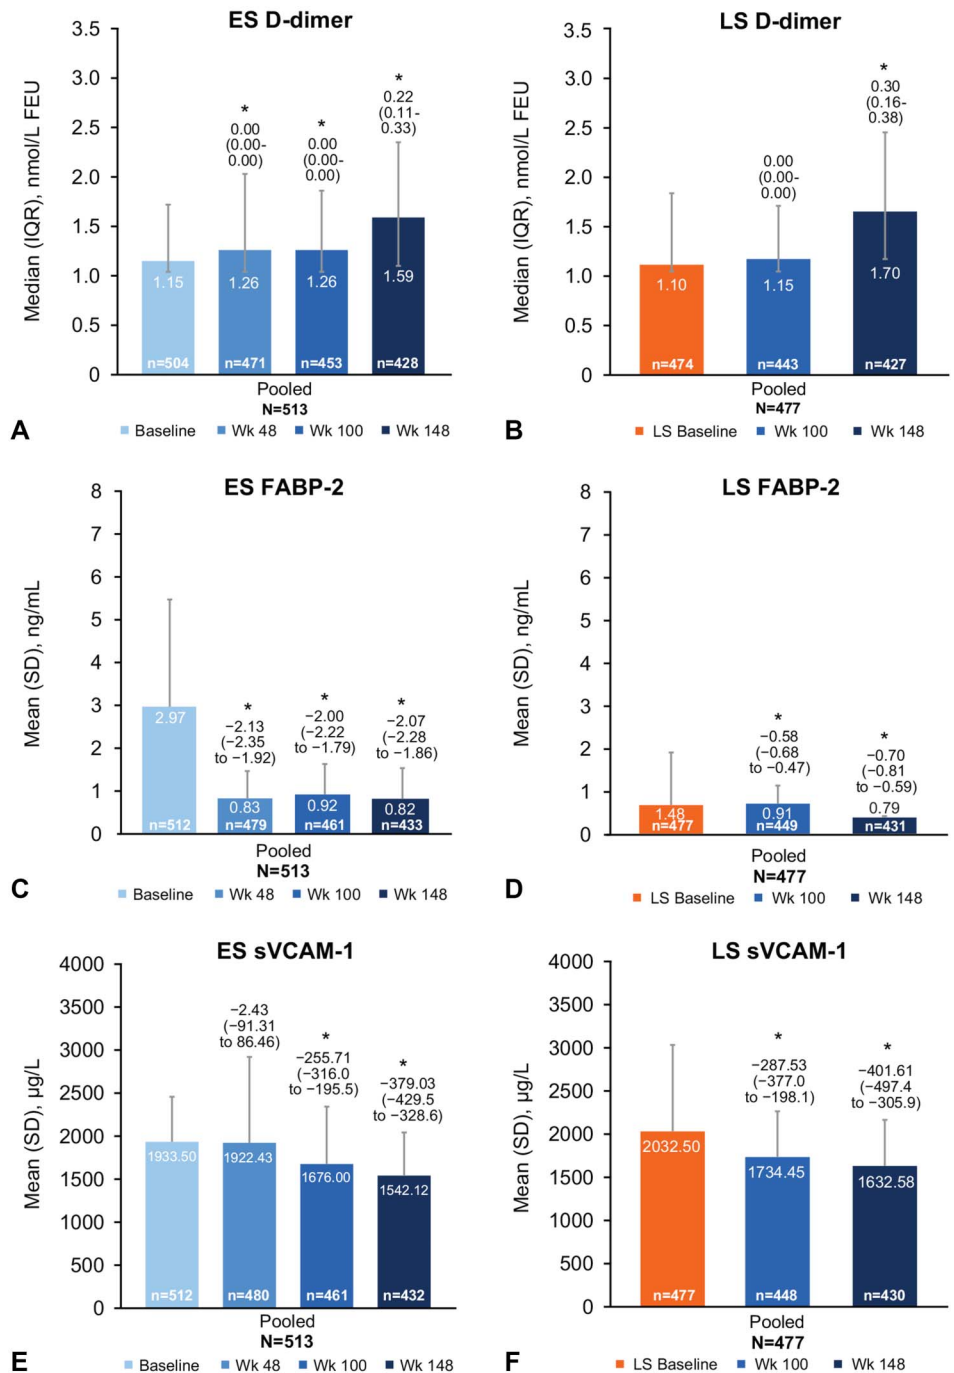 ES D-dimer
Median (IQR), nmol/L FEU
3.5
3.0
2.5
2.0
1.5
1.0
0.5
0
*
0.00
(0.00-
0.00)
*
0.00
(0.00-
0.00)
*
0.22
(0.11-
0.33)
1.15
1.26
1.26
1.59
n=504
n=471
n=453
n=428
Pooled
N=513
A
Baseline Wk 48 Wk 100 Wk 148
LS D-dimer
Median (IQR), nmol/L FEU
3.5
3.0
2.5
2.0
1.5
1.0
0.5
0
0.00
(0.00-
0.00)
*
0.30
(0.16-
0.38)
1.10
1.15
1.70
n=474
n=443
n=427
Pooled
N=477
B
LS Baseline Wk 100 Wk 148
ES FABP-2
Mean (SD), ng/mL
8
7
6
5
4
3
2
1
0
*
−2.13
(−2.35
to −1.92)
*
−2.00
(−2.22
to −1.79)
*
−2.07
(−2.28
to −1.86)
2.97
0.83
0.92
0.82
n=512
n=479
n=461
n=433
Pooled
N=513
C
Baseline Wk 48 Wk 100 Wk 148
LS FABP-2
Mean (SD), ng/mL
8
7
6
5
4
3
2
1
0
*
−0.58
(−0.68
to −0.47)
*
−0.70
(−0.81
to −0.59)
1.48
0.91
0.79
n=477
n=449
n=431
Pooled
N=477
D
LS Baseline Wk 100 Wk 148
ES sVCAM-1
Mean (SD), µg/L
4000
3500
3000
2500
2000
1500
1000
500
0
−2.43
(−91.31
to 86.46)
*
−255.71
(−316.0
to −195.5)
*
−379.03
(−429.5
to −328.6)
1933.50
1922.43
1676.00
1542.12
n=512
n=480
n=461
n=432
Pooled
N=513
E
Baseline Wk 48 Wk 100 Wk 148
LS sVCAM-1
Mean (SD), µg/L
4000
3500
3000
2500
2000
1500
1000
500
0
*
−287.53
(−377.0
to −198.1)
*
−401.61
(−497.4
to −305.9)
2032.50
1734.45
1632.58
n=477
n=448
n=430
Pooled
N=477
F
LS Baseline Wk 100 Wk 148